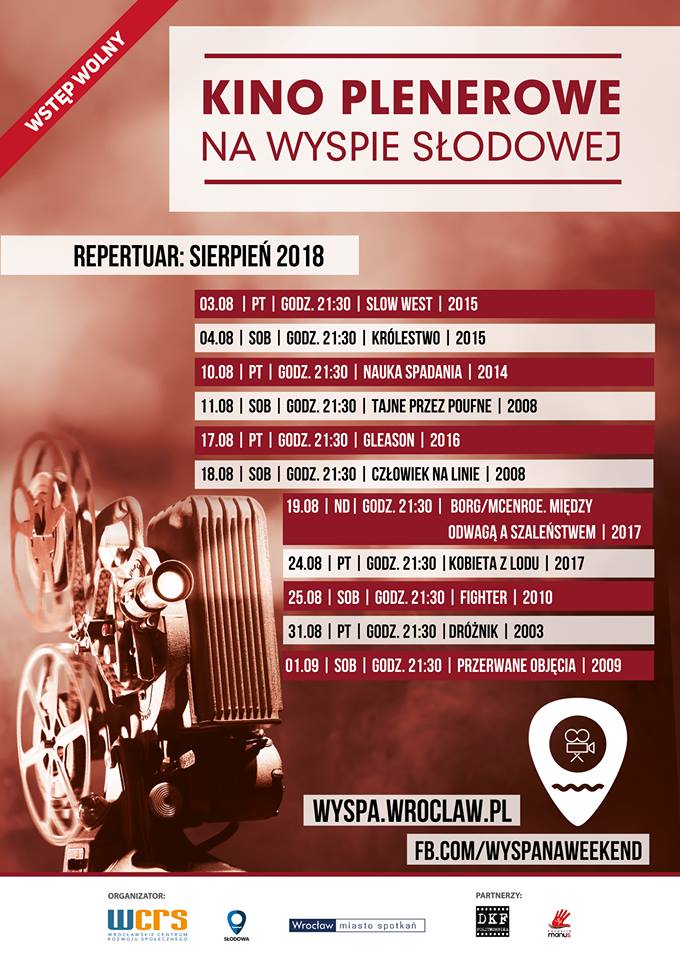 WSTĘP WOLNY
KINO PLENEROWE
NA WYSPIE SŁODOWEJ
REPERTUAR: SIERPIEŃ 2018
03.08 | PT | GODZ. 21:30 | SLOW WEST | 2015
04.08 | SOB | GODZ. 21:30 | KRÓLESTWO | 2015
10.08 | PT | GODZ. 21:30 | NAUKA SPADANIA | 2014
11.08 | SOB | GODZ. 21:30 | TAJNE PRZEZ POUFNE | 2008
17.08 | PT | GODZ. 21:30 | GLEASON | 2016
18.08 | SOB | GODZ. 21:30 | CZŁOWIEK NA LINIE | 2008
19.08 | ND | GODZ. 21:30 | BORG/MCENROE. MIĘDZY
ODWAGĄ A SZALEŃSTWEM | 2017
24.08 | PT | GODZ. 21:30 | KOBIETA Z LODU | 2017
25.08 | SOB | GODZ. 21:30 | FIGHTER | 2010
31.08 | PT | GODZ. 21:30 | DRÓŻNIK | 2003
01.09 | SOB | GODZ. 21:30 | PRZERWANE OBJĘCIA | 2009
WYSPA.WROCLAW.PL
FB.COM/WYSPANAWEEKEND
ORGANIZATOR:
WCRS
WROCŁAWSKIE CENTRUM
ROZWOJU SPOŁECZNEGO
SŁODOWA
Wrocław miasto spotkań
PARTNERZY:
DKF
POLITECHNIKA
Fundacja
manus